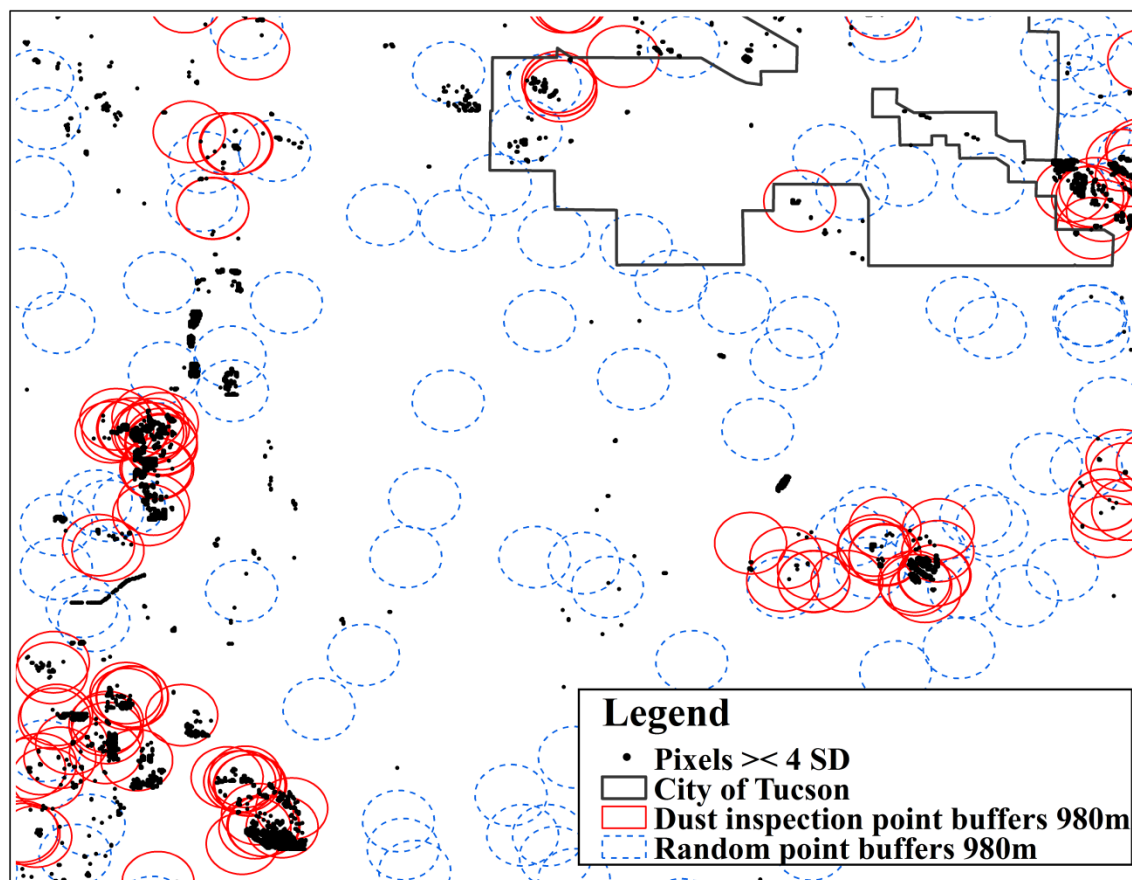 Legend
Pixels >< 4 SD
City of Tucson
Dust inspection point buffers 980m
Random point buffers 980m